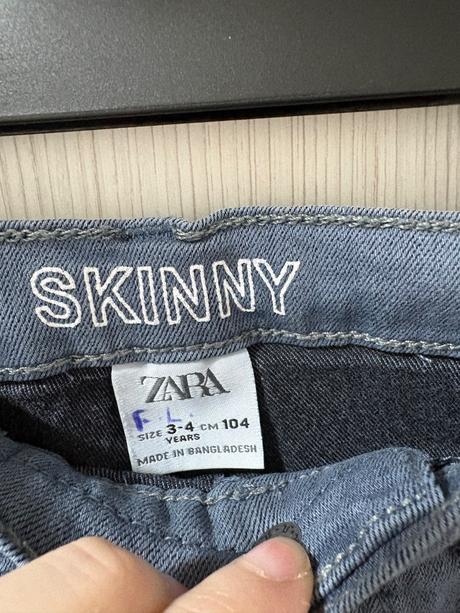 SKINNY
ZARA
F.L.
SIZE 3-4 CM 104
YEARS
MADE IN BANGLADESH